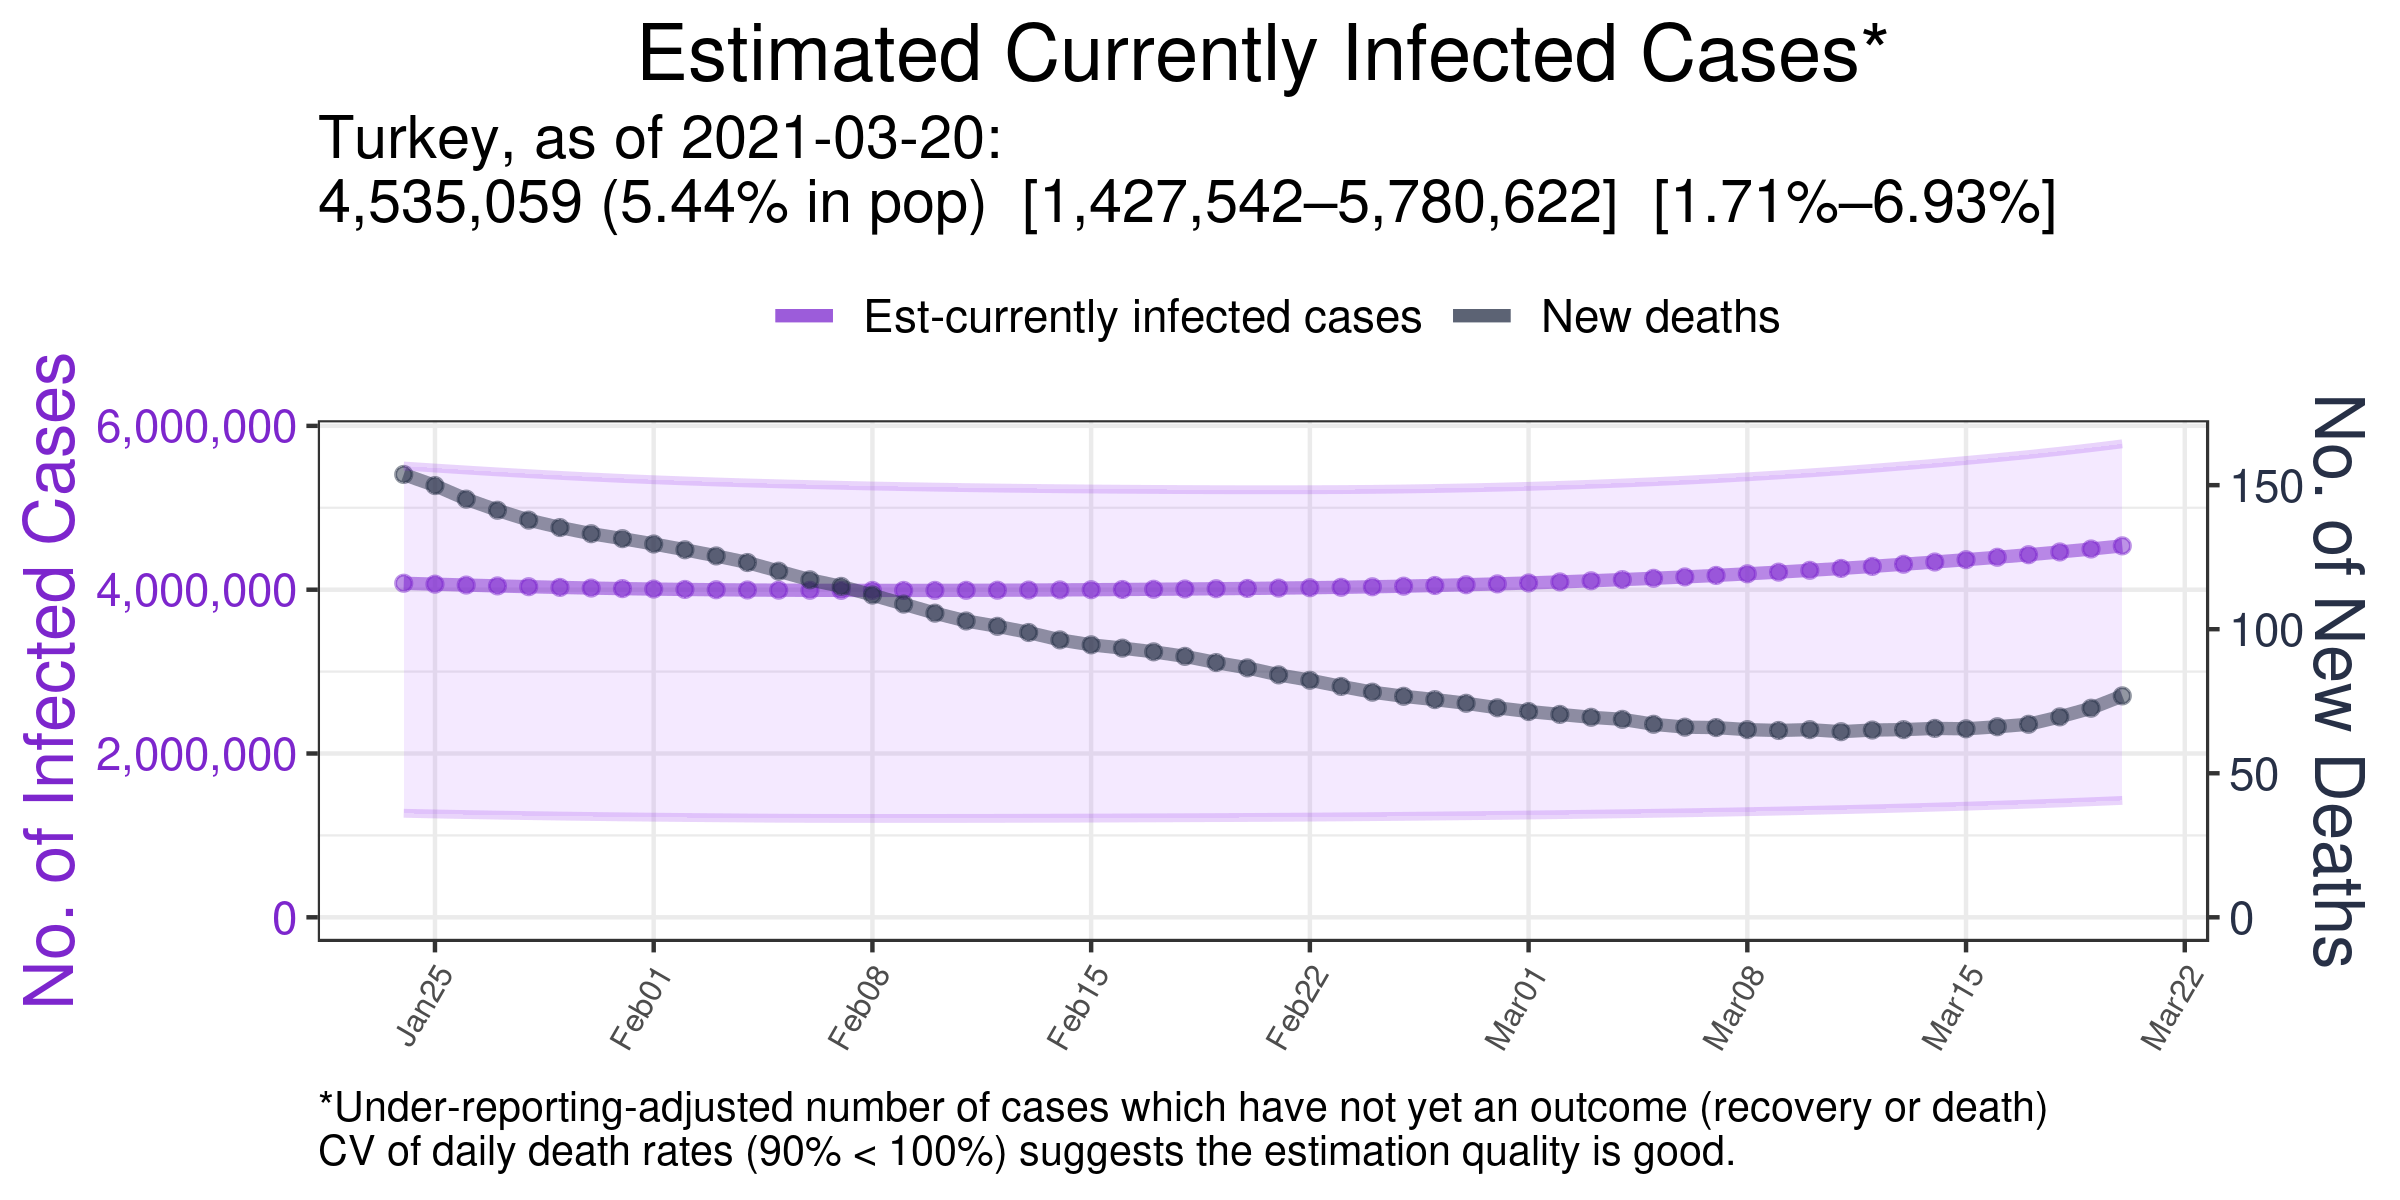 Estimated Currently Infected Cases*
Turkey, as of 2021-03-20:
4,535,059 (5.44% in pop) [1,427,542–5,780,622] [1.71%–6.93%]
Est-currently infected cases
New deaths
No. of Infected Cases
6,000,000
4,000,000
2,000,000
0
150
100
50
0
No. of New Deaths
Jan25
Feb01
Feb08
Feb15
Feb22
Mar01
Mar08
Mar15
Mar22
*Under-reporting-adjusted number of cases which have not yet an outcome (recovery or death)
CV of daily death rates (90% < 100%) suggests the estimation quality is good.